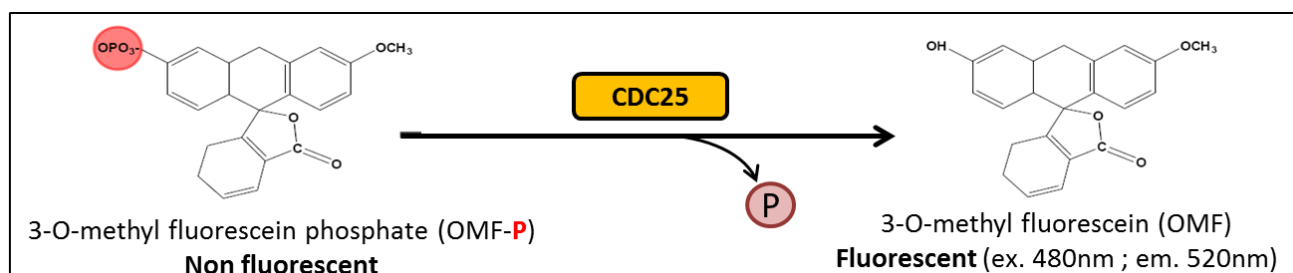 OPO₃-
OCH₃
O
C
O
CDC25
P
OH
OCH₃
O
C
O
3-O-methyl fluorescein phosphate (OMF-P)
Non fluorescent
3-O-methyl fluorescein (OMF)
Fluorescent (ex. 480nm ; em. 520nm)